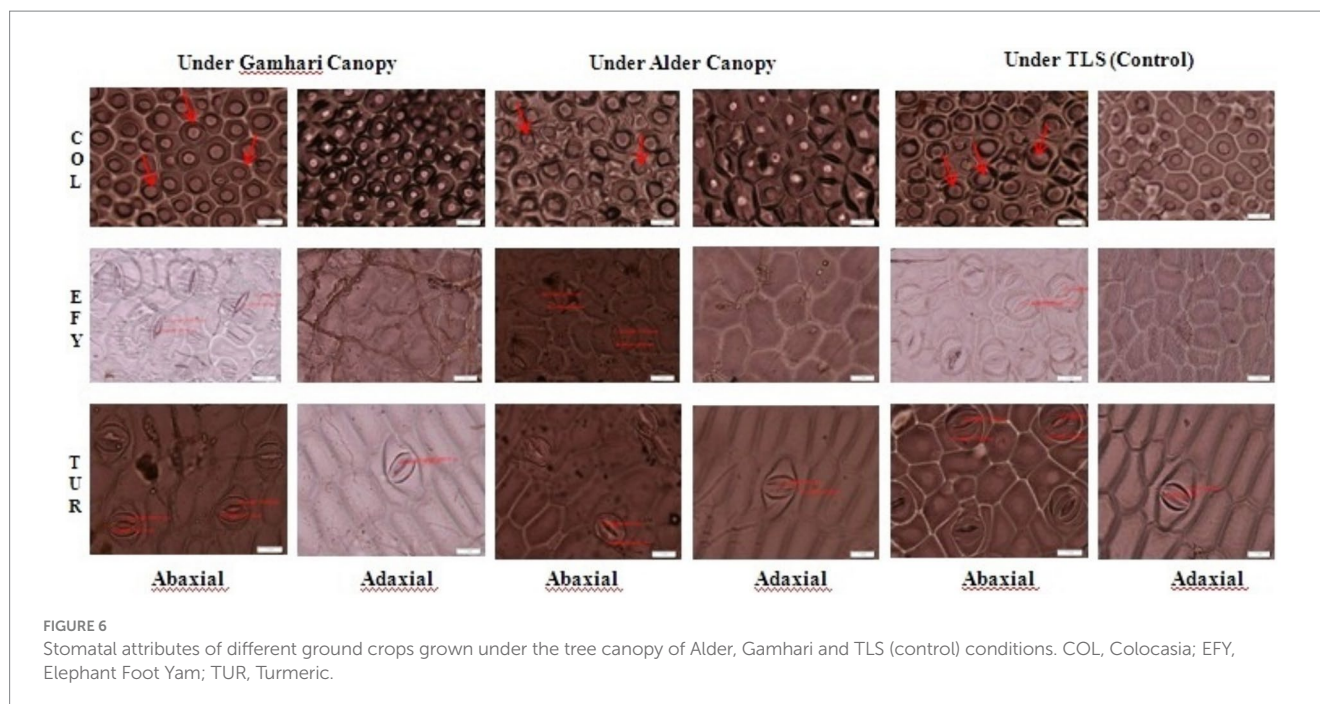 Under Gamhari Canopy
Under Alder Canopy
Under TLS (Control)
C
O
L
E
F
Y
T
U
R
Abaxial
Adaxial
Abaxial
Adaxial
Abaxial
Adaxial
FIGURE 6
Stomatal attributes of different ground crops grown under the tree canopy of Alder, Gamhari and TLS (control) conditions. COL, Colocasia; EFY,
Elephant Foot Yam; TUR, Turmeric.